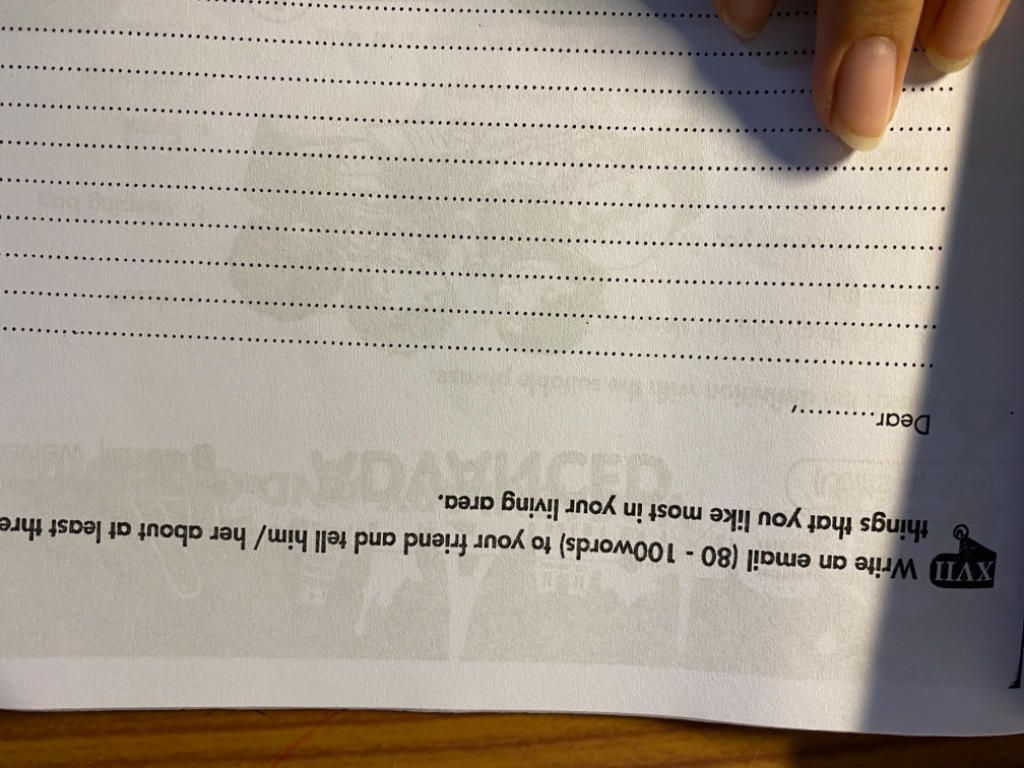 XVII Write an email (80 - 100words) to your friend and tell him/ her about at least thre
things that you like most in your living area.
Dear..........,